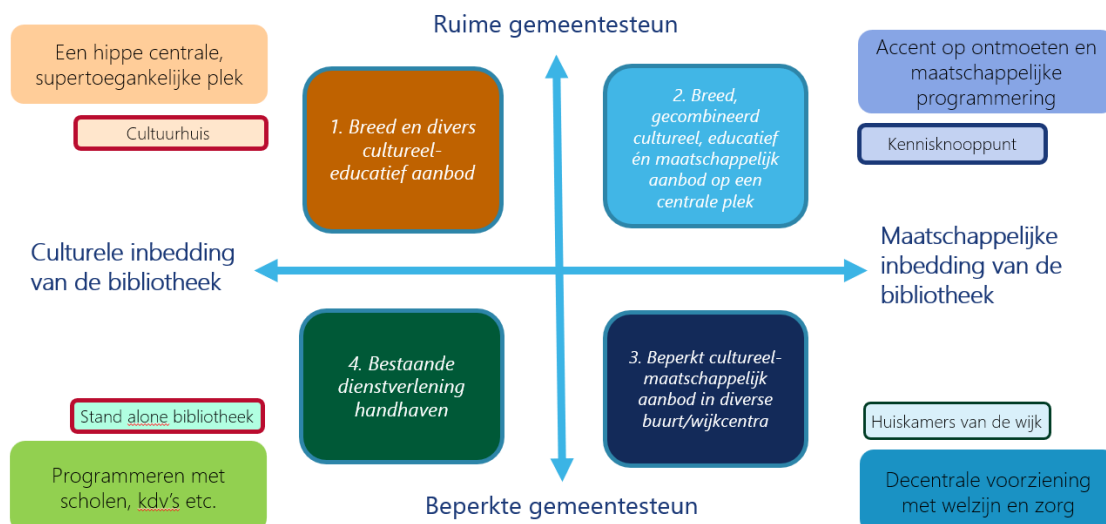 Ruime gemeentesteun
Een hippe centrale,
supertoegankelijke plek
Cultuurhuis
1. Breed en divers
cultureel-
educatief aanbod
2. Breed,
gecombineerd
cultureel, educatief
én maatschappelijk
aanbod op een
centrale plek
Accent op ontmoeten en
maatschappelijke
programmering
Kennisknooppunt
Culturele inbedding
van de bibliotheek
Maatschappelijke
inbedding van de
bibliotheek
4. Bestaande
dienstverlening
handhaven
3. Beperkt cultureel-
maatschappelijk
aanbod in diverse
buurt/wijkcentra
Stand alone bibliotheek
Programmeren met
scholen, kdv's etc.
Huiskamers van de wijk
Decentrale voorziening
met welzijn en zorg
Beperkte gemeentesteun